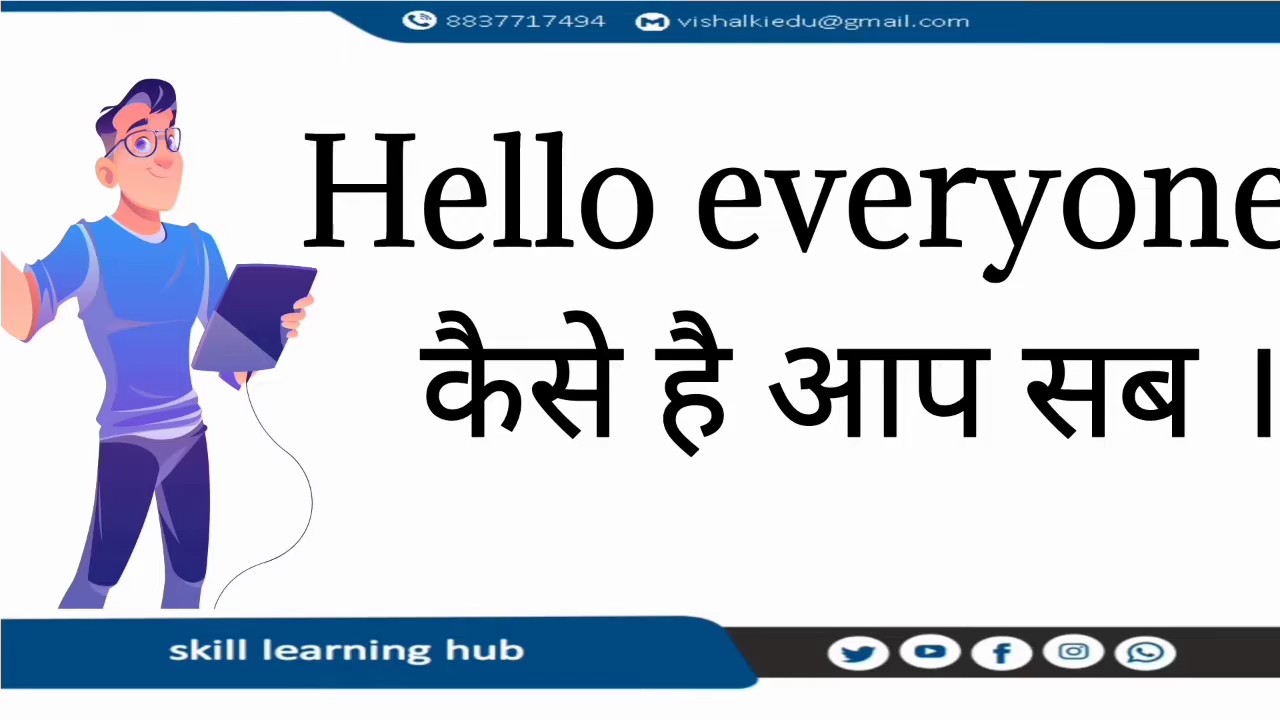 8837717494 vishalkiedu@gmail.com
Hello everyone
कैसे है आप सब ।
skill learning hub